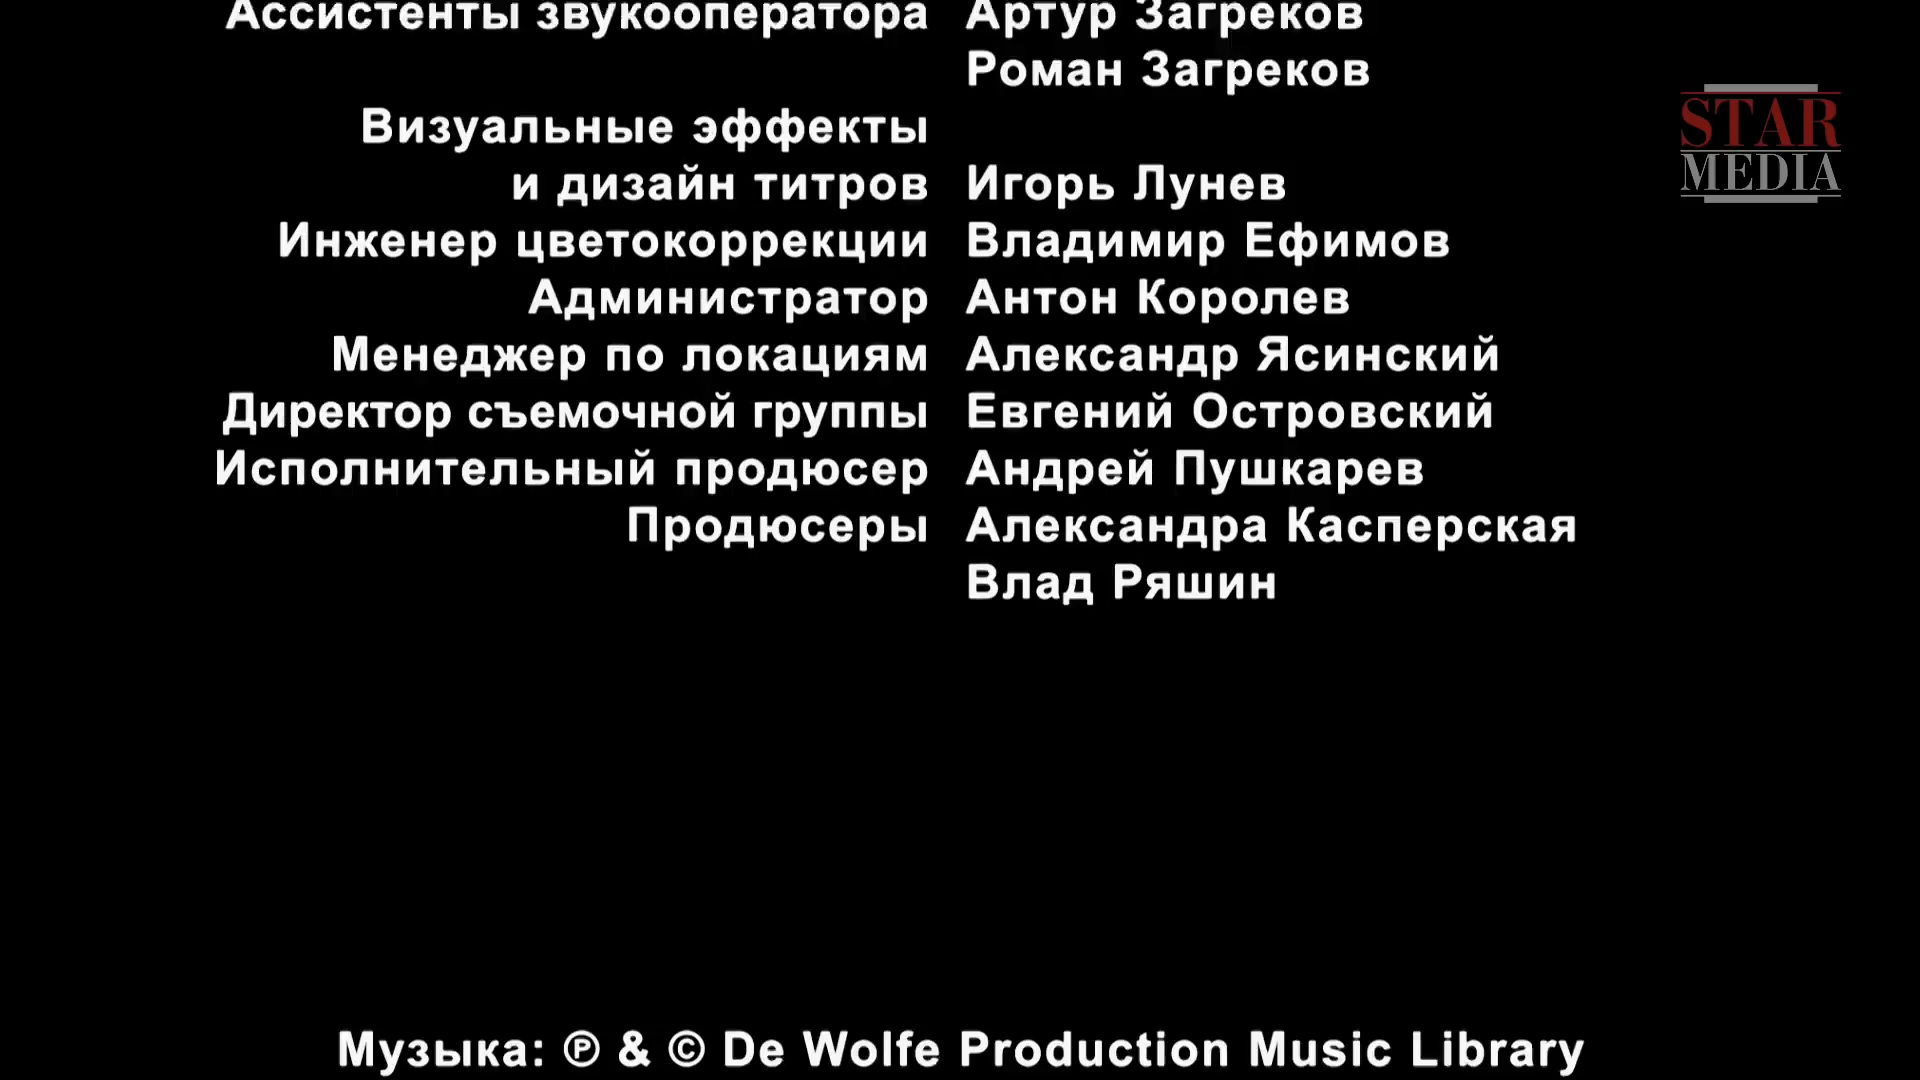 Ассистенты звукооператора Артур Загреков
Роман Загреков
Визуальные эффекты
и дизайн титров Игорь Лунев
Инженер цветокоррекции Владимир Ефимов
Администратор Антон Королев
Менеджер по локациям Александр Ясинский
Директор съемочной группы Евгений Островский
Исполнительный продюсер Андрей Пушкарев
Продюсеры Александра Касперская
Влад Ряшин
STAR
MEDIA
Музыка: ℗ & © De Wolfe Production Music Library